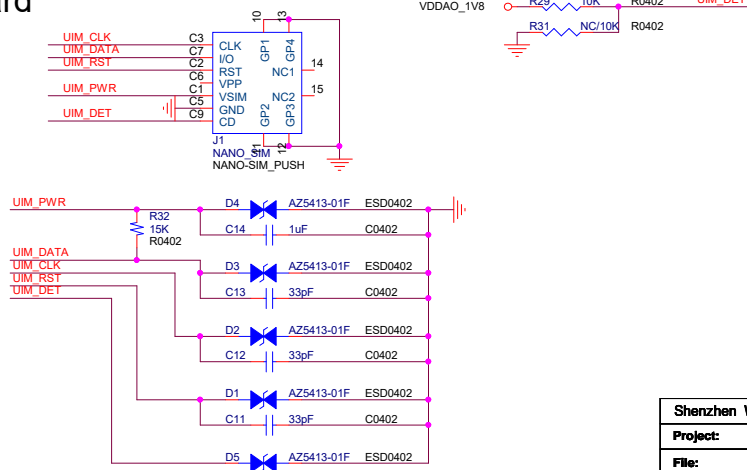 VDDAO_1V8
R29
10K
R0402
UIM_DET
R31
NC/10K
R0402
10
13
UIM_CLK
C3
CLK
GP1
GP4
UIM_DATA
C7
I/O
UIM_RST
C2
RST
NC1
14
C6
VPP
UIM_PWR
C1
VSIM
NC2
15
C5
GND
UIM_DET
C9
CD
GP2
GP3
11
12
J1
NANO_SIM
NANO-SIM_PUSH
UIM_PWR
D4
AZ5413-01F
ESD0402
R32
15K
R0402
C14
1uF
C0402
UIM_DATA
UIM_CLK
UIM_RST
UIM_DET
D3
AZ5413-01F
ESD0402
C13
33pF
C0402
D2
AZ5413-01F
ESD0402
C12
33pF
C0402
D1
AZ5413-01F
ESD0402
C11
33pF
C0402
D5
AZ5413-01F
ESD0402
Shenzhen
Project:
File: